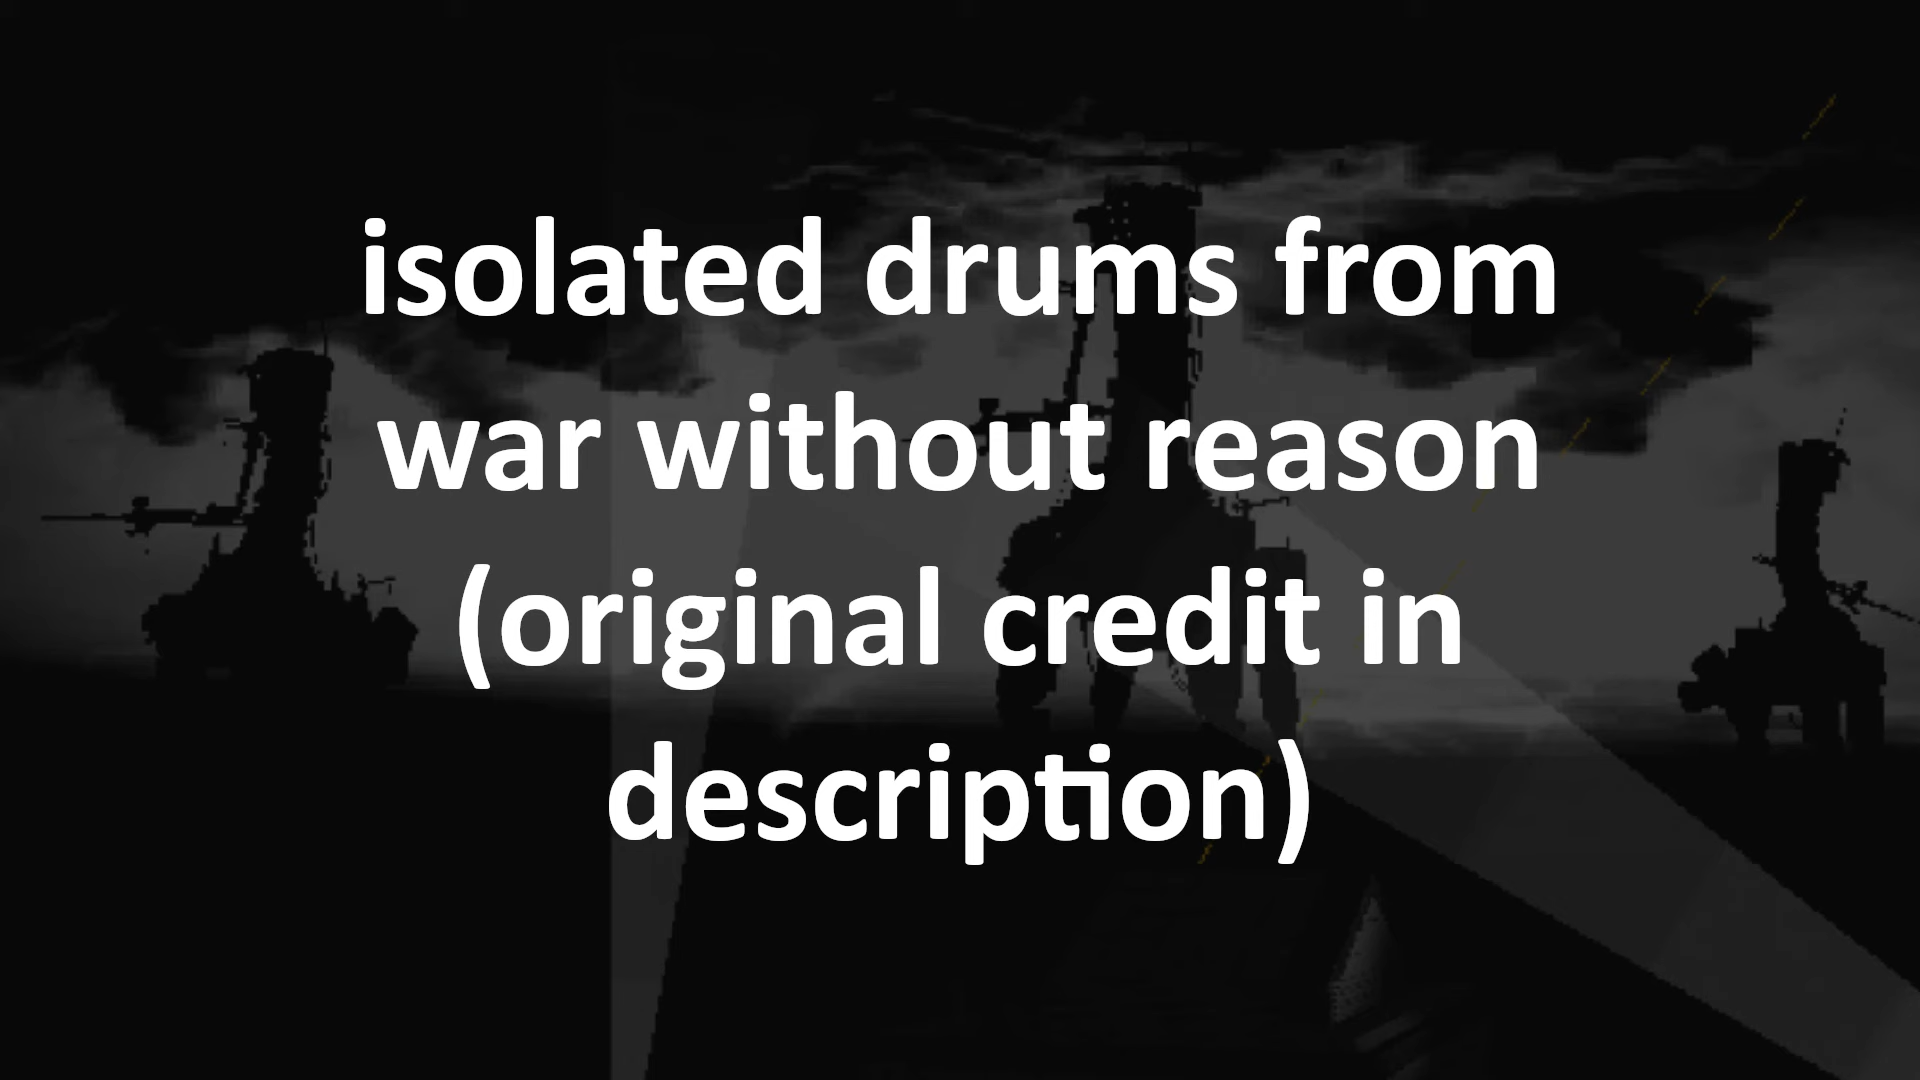 isolated drums from
war without reason
(original credit in
description)